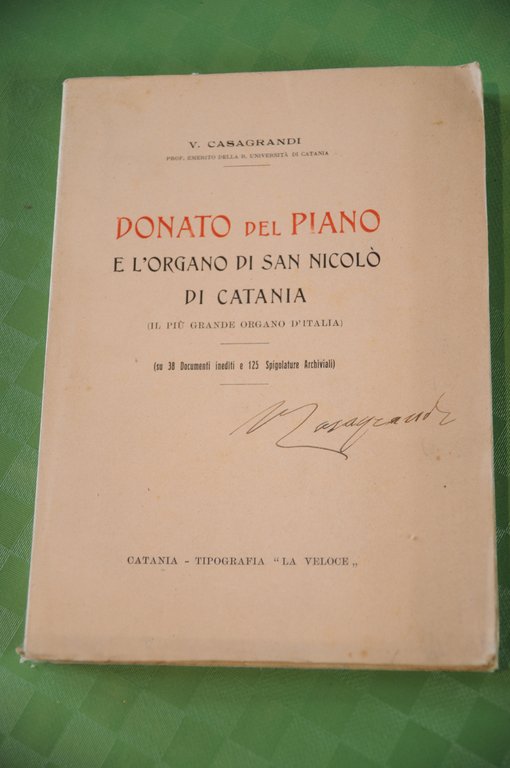 V. CASAGRANDI
PROF. EMERITO DELLA R. UNIVERSITÀ DI CATANIA
DONATO DEL PIANO
E L'ORGANO DI SAN NICOLÒ
DI CATANIA
(IL PIÙ GRANDE ORGANO D'ITALIA)
(su 38 Documenti inediti e 125 Spigolature Archiviali)
V Casagrandi
CATANIA - TIPOGRAFIA "LA VELOCE„